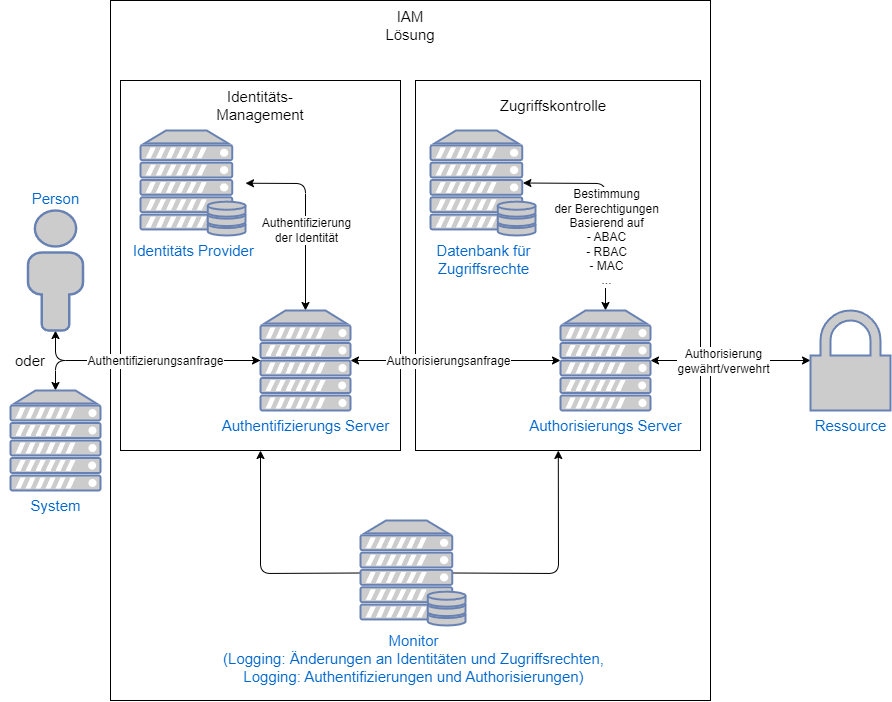 IAM
Lösung
Identitäts-
Management
Zugriffskontrolle
Person
Authentifizierung
der Identität
Bestimmung
der Berechtigungen
Basierend auf
- ABAC
- RBAC
- MAC
...
Identitäts Provider
Datenbank für
Zugriffsrechte
oder
Authentifizierungsanfrage
Authorisierungsanfrage
Authorisierung
gewährt/verwehrt
Authentifizierungs Server
Authorisierungs Server
Ressource
System
Monitor
(Logging: Änderungen an Identitäten und Zugriffsrechten,
Logging: Authentifizierungen und Authorisierungen)